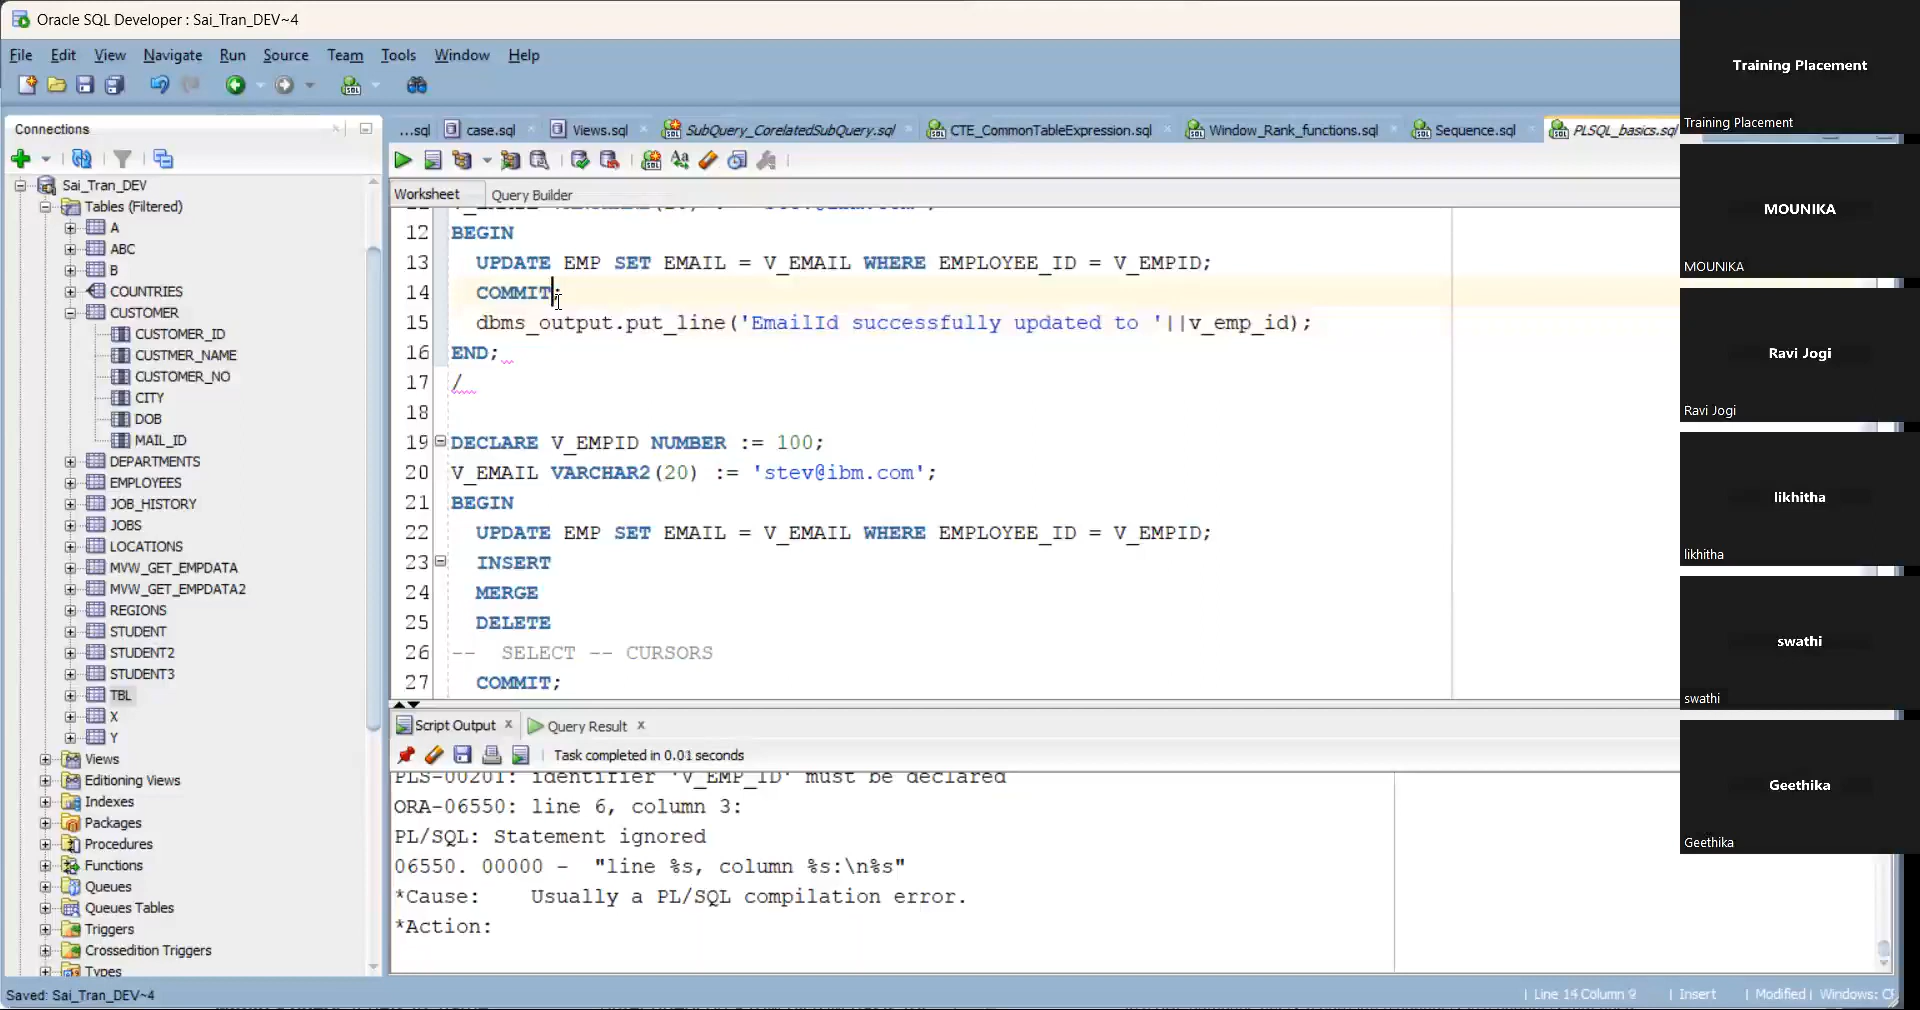 Oracle SQL Developer : Sai_Tran_DEV~4
File Edit View Navigate Run Source Team Tools Window Help
Connections
...sql case.sql Views.sql SubQuery_CorelatedSubQuery.sql CTE_CommonTableExpression.sql Window_Rank_functions.sql Sequence.sql PLSQL_basics.sql
Worksheet Query Builder
Sai_Tran_DEV
Tables (Filtered)
A
ABC
B
COUNTRIES
CUSTOMER
CUSTOMER_ID
CUSTMER_NAME
CUSTOMER_NO
CITY
DOB
MAIL_ID
DEPARTMENTS
EMPLOYEES
JOB_HISTORY
JOBS
LOCATIONS
MVW_GET_EMPDATA
MVW_GET_EMPDATA2
REGIONS
STUDENT
STUDENT2
STUDENT3
TBL
X
Y
Views
Editioning Views
Indexes
Packages
Procedures
Functions
Queues
Queues Tables
Triggers
Crossedition Triggers
Types
12 BEGIN
13 UPDATE EMP SET EMAIL = V_EMAIL WHERE EMPLOYEE_ID = V_EMPID;
14 COMMIT;
15 dbms_output.put_line('EmailId successfully updated to '||v_emp_id);
16 END;
17 /
18
19 DECLARE V_EMPID NUMBER := 100;
20 V_EMAIL VARCHAR2(20) := 'stev@ibm.com';
21 BEGIN
22 UPDATE EMP SET EMAIL = V_EMAIL WHERE EMPLOYEE_ID = V_EMPID;
23 INSERT
24 MERGE
25 DELETE
26 -- SELECT -- CURSORS
27 COMMIT;
Script Output x Query Result x
Task completed in 0.01 seconds
PLS-00201: identifier 'V_EMP_ID' must be declared
ORA-06550: line 6, column 3:
PL/SQL: Statement ignored
06550. 00000 - "line %s, column %s:\n%s"
*Cause: Usually a PL/SQL compilation error.
*Action:
Saved: Sai_Tran_DEV~4
Line 14 Column 9 Insert Modified Windows:
Training Placement
Training Placement
MOUNIKA
MOUNIKA
Ravi Jogi
Ravi Jogi
likhitha
likhitha
swathi
swathi
Geethika
Geethika